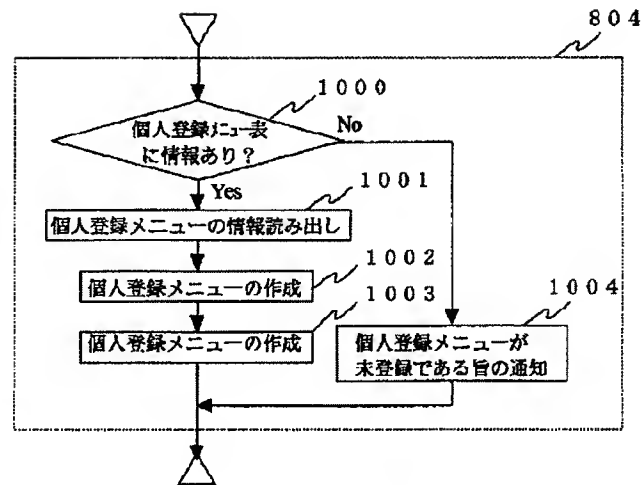 ８０４
１０００
個人登録ﾒﾆｭｰ表
に情報あり？
No
Yes
１００１
個人登録メニューの情報読み出し
１００２
個人登録メニューの作成
１００３
個人登録メニューの作成
１００４
個人登録メニューが
未登録である旨の通知